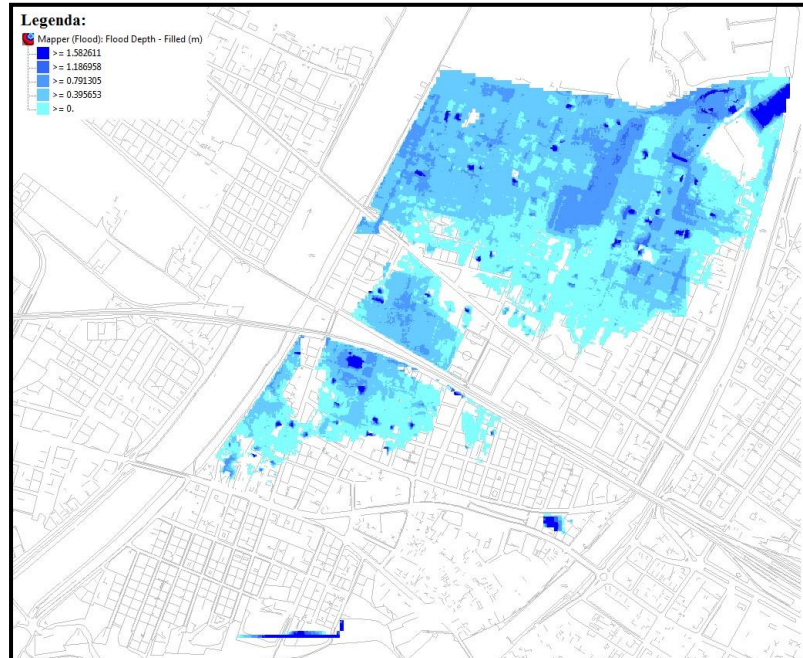 Legenda:
Mapper (Flood): Flood Depth - Filled (m)
>= 1.582611
>= 1.186958
>= 0.791305
>= 0.395653
>= 0.